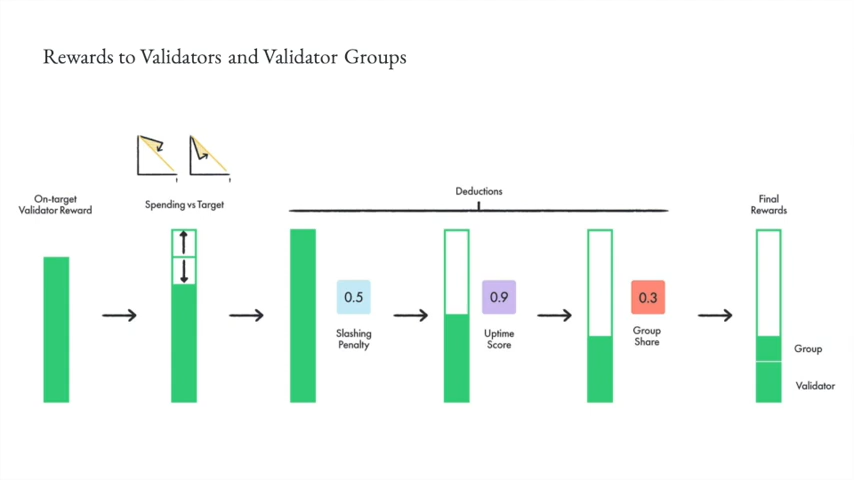 Rewards to Validators and Validator Groups
On-target
Validator Reward
Spending vs Target
Deductions
Final
Rewards
0.5
Slashing
Penalty
0.9
Uptime
Score
0.3
Group
Share
Group
Validator